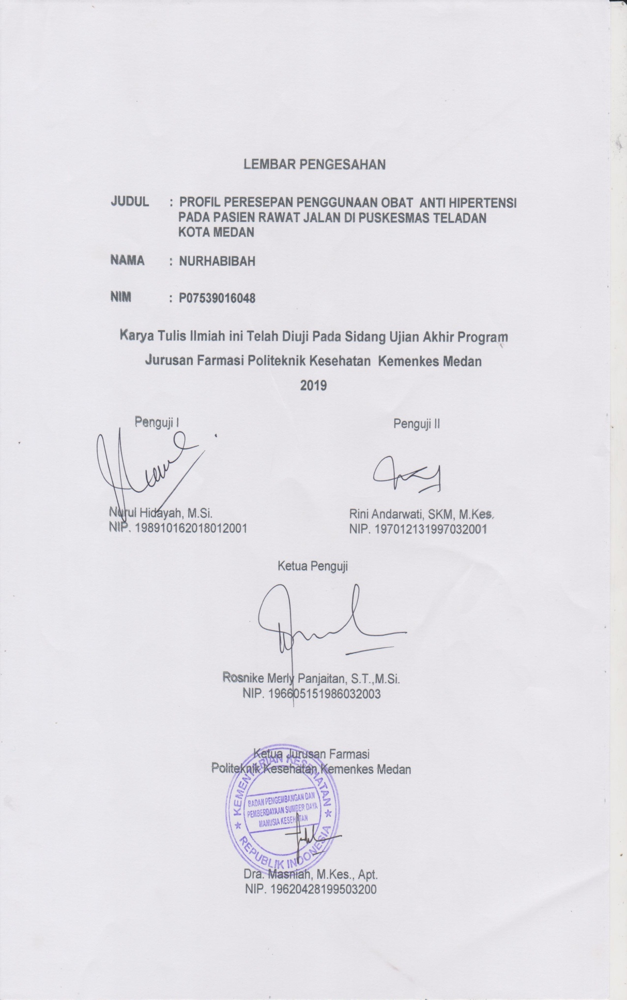 LEMBAR PENGESAHAN
JUDUL : PROFIL PERESEPAN PENGGUNAAN OBAT ANTI HIPERTENSI
PADA PASIEN RAWAT JALAN DI PUSKESMAS TELADAN
KOTA MEDAN
NAMA : NURHABIBAH
NIM : P07539016048
Karya Tulis Ilmiah ini Telah Diuji Pada Sidang Ujian Akhir Program
Jurusan Farmasi Politeknik Kesehatan Kemenkes Medan
2019
Penguji I
Penguji II
Nurul Hidayah, M.Si.
NIP. 198910162018012001
Rini Andarwati, SKM, M.Kes.
NIP. 197012131997032001
Ketua Penguji
Rosnike Merly Panjaitan, S.T.,M.Si.
NIP. 196605151986032003
Ketua Jurusan Farmasi
Politeknik Kesehatan Kemenkes Medan
KEMENTERIAN KESEHATAN
BADAN PENGEMBANGAN DAN
PEMBERDAYAAN SUMBER DAYA
MANUSIA KESEHATAN
REPUBLIK INDONESIA
Dra. Masniah, M.Kes., Apt.
NIP. 19620428199503200